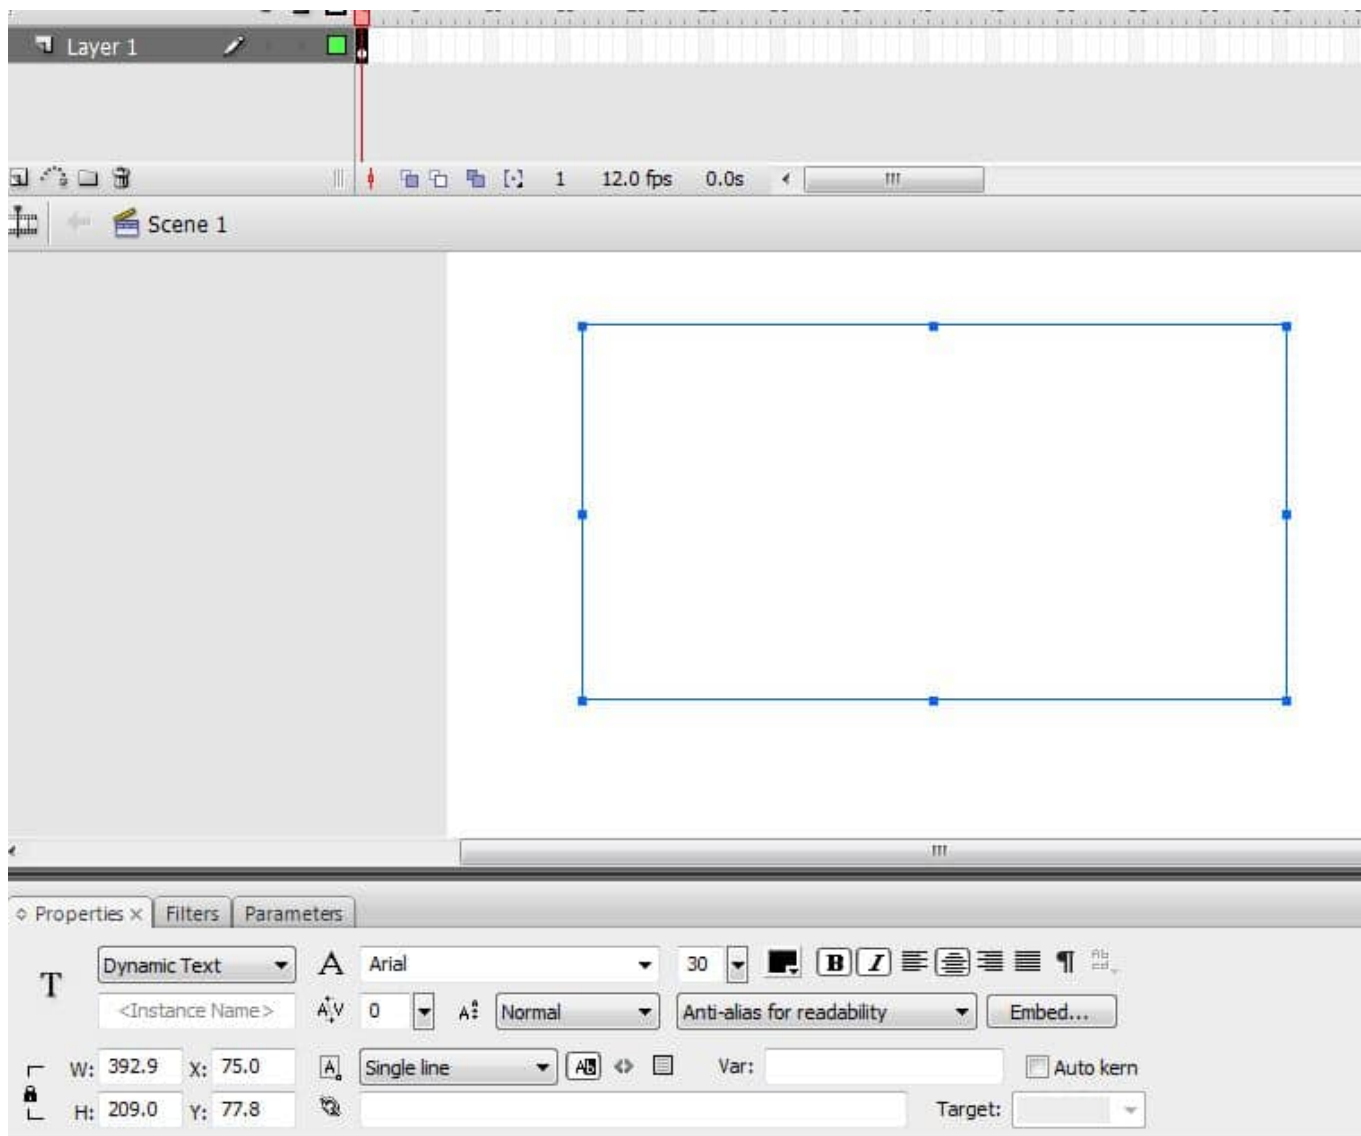 Layer 1
1 12.0 fps 0.0s
Scene 1
Properties × Filters Parameters
T Dynamic Text A Arial 30 B I ¶
<Instance Name> AV 0 Normal Anti-alias for readability Embed...
W: 392.9 X: 75.0 A Single line AB <> Var: Auto kern
H: 209.0 Y: 77.8 Target: